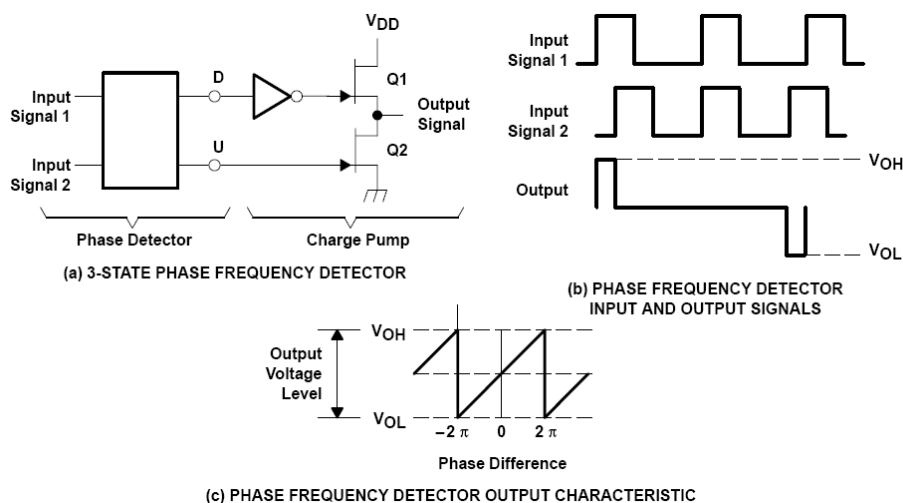 VDD
D
Q1
Input
Signal 1
Output
Signal
U
Q2
Input
Signal 2
Phase Detector
Charge Pump
(a) 3-STATE PHASE FREQUENCY DETECTOR
Input
Signal 1
Input
Signal 2
VOH
Output
VOL
(b) PHASE FREQUENCY DETECTOR
INPUT AND OUTPUT SIGNALS
VOH
Output
Voltage
Level
VOL
–2 π
0
2 π
Phase Difference
(c) PHASE FREQUENCY DETECTOR OUTPUT CHARACTERISTIC